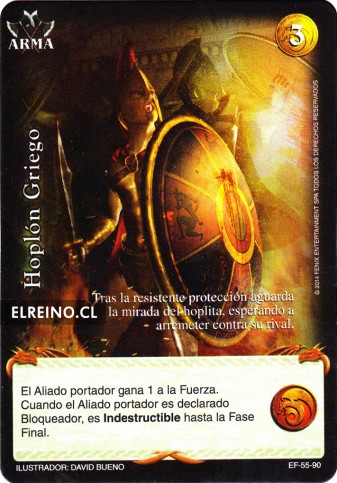 ARMA
3
Hoplón Griego
© 2014 FENIX ENTERTAINMENT SPA TODOS LOS DERECHOS RESERVADOS
ELREINO.CL
Tras la resistente protección aguarda
la mirada del hoplita, esperando a
arremeter contra su rival.
El Aliado portador gana 1 a la Fuerza.
Cuando el Aliado portador es declarado
Bloqueador, es Indestructible hasta la Fase
Final.
ILUSTRADOR: DAVID BUENO
EF-55-90